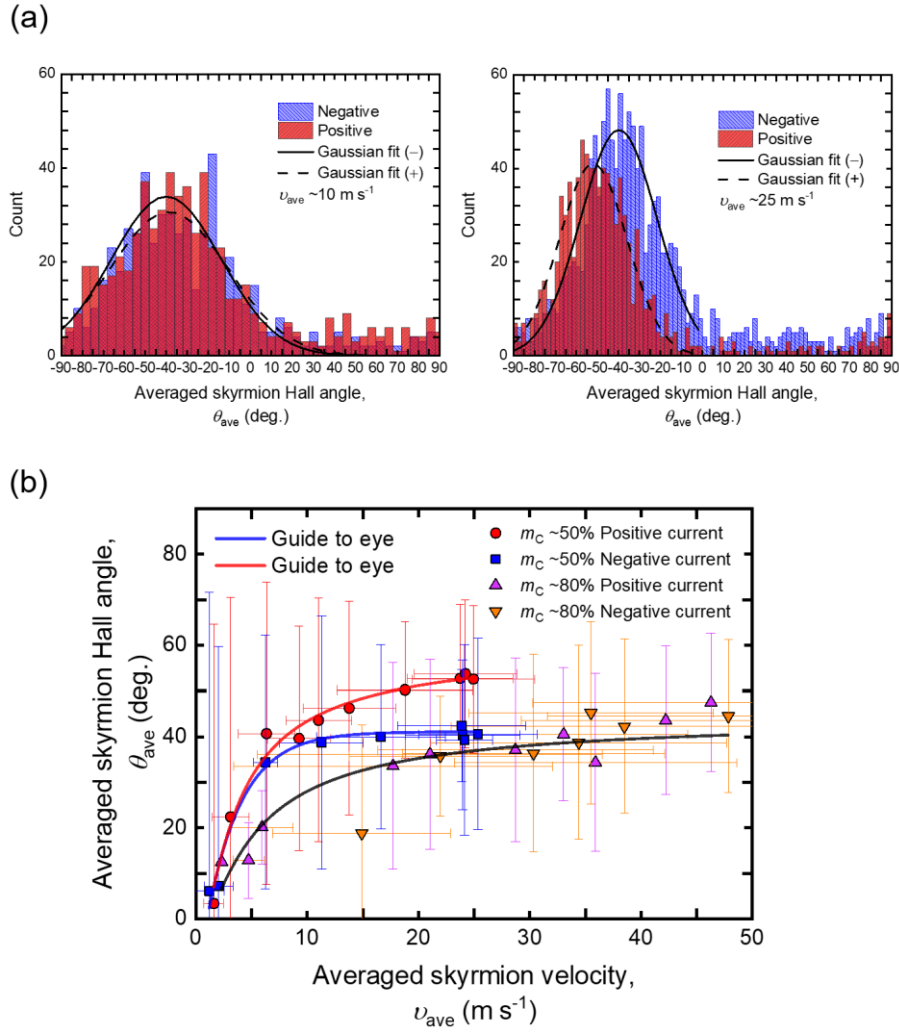 (a)
60
40
20
0
Count
Negative
Positive
Gaussian fit (−)
Gaussian fit (+)
υave ~10 m s-1
-90-80-70-60-50-40-30-20-10 0 10 20 30 40 50 60 70 80 90
Averaged skyrmion Hall angle,
θave (deg.)
60
40
20
0
Count
Negative
Positive
Gaussian fit (−)
Gaussian fit (+)
υave ~25 m s-1
-90-80-70-60-50-40-30-20-10 0 10 20 30 40 50 60 70 80 90
Averaged skyrmion Hall angle,
θave (deg.)
(b)
Averaged skyrmion Hall angle,
θave (deg.)
80
60
40
20
0
Guide to eye
Guide to eye
mC ~50% Positive current
mC ~50% Negative current
mC ~80% Positive current
mC ~80% Negative current
0 10 20 30 40 50
Averaged skyrmion velocity,
υave (m s-1)